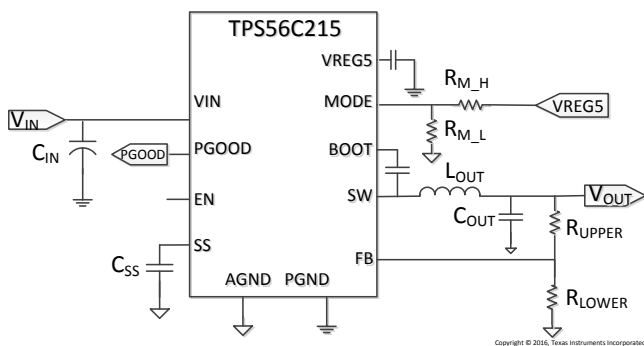 TPS56C215
VREG5
VIN
MODE
R_M_H
VREG5
V_IN
R_M_L
C_IN
PGOOD
PGOOD
BOOT
L_OUT
EN
SW
V_OUT
C_OUT
R_UPPER
SS
C_SS
FB
AGND
PGND
R_LOWER
Copyright © 2016, Texas Instruments Incorporated